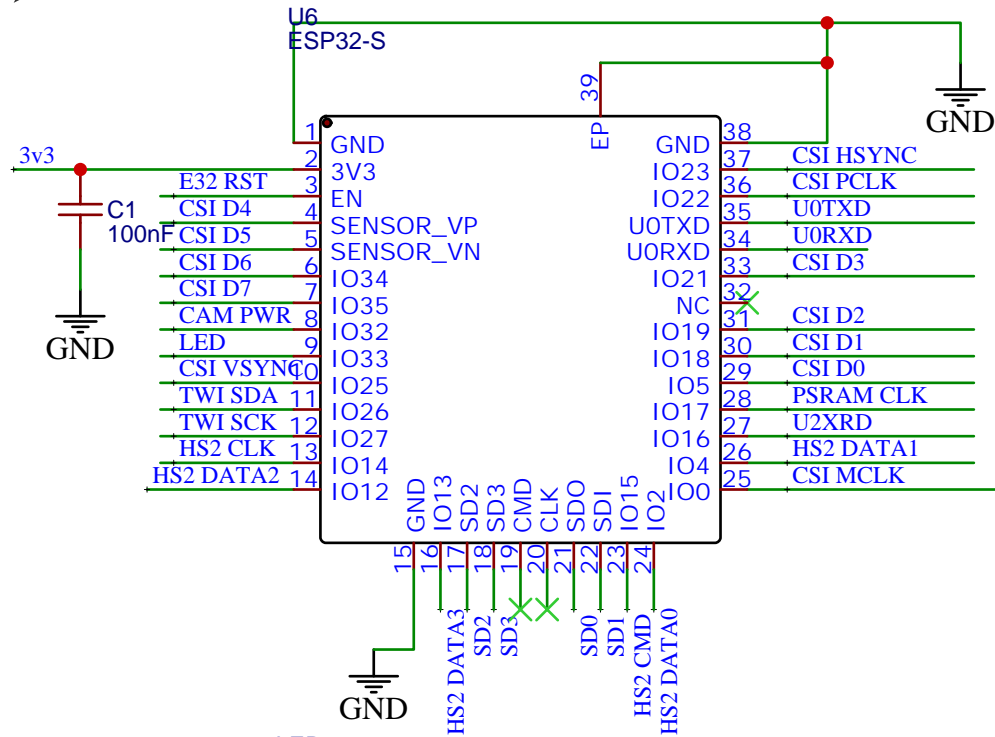 U6
ESP32-S
GND
3v3
C1
100nF
GND
E32 RST
CSI D4
CSI D5
CSI D6
CSI D7
CAM PWR
LED
CSI VSYNC
TWI SDA
TWI SCK
HS2 CLK
HS2 DATA2
1 GND
2 3V3
3 EN
4 SENSOR_VP
5 SENSOR_VN
6 IO34
7 IO35
8 IO32
9 IO33
10 IO25
11 IO26
12 IO27
13 IO14
14 IO12
39 EP
GND 38
IO23 37 CSI HSYNC
IO22 36 CSI PCLK
U0TXD 35 U0TXD
U0RXD 34 U0RXD
IO21 33 CSI D3
NC 32
IO19 31 CSI D2
IO18 30 CSI D1
IO5 29 CSI D0
IO17 28 PSRAM CLK
IO16 27 U2XRD
IO4 26 HS2 DATA1
IO0 25 CSI MCLK
GND 15
IO13 16 HS2 DATA3
SD2 17 SD2
SD3 18 SD3
CMD 19
CLK 20
SDO 21 SD0
SDI 22 SD1
IO15 23 HS2 CMD
IO2 24 HS2 DATA0
GND